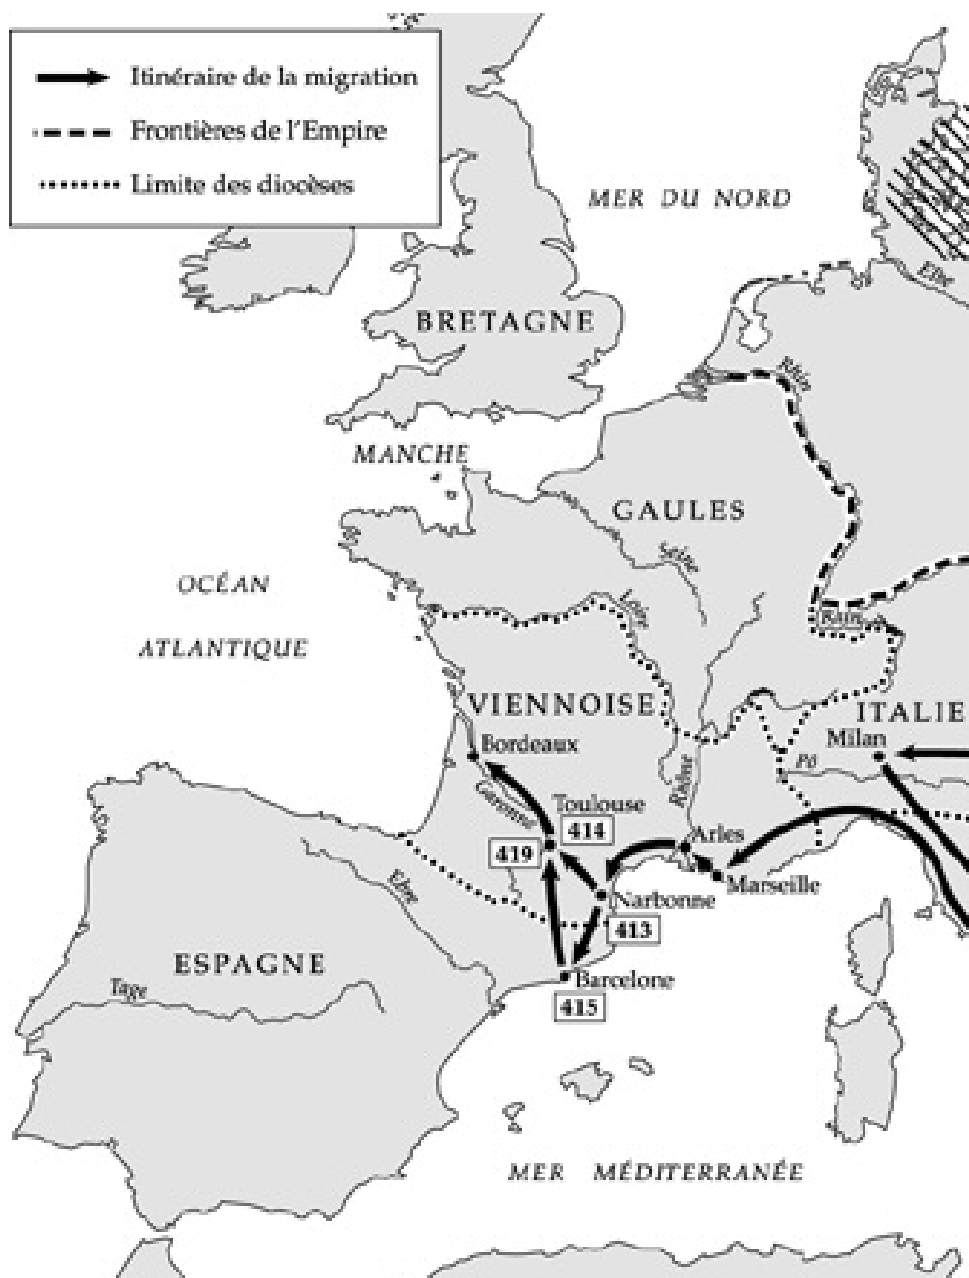 Itinéraire de la migration
Frontières de l'Empire
Limite des diocèses
MER DU NORD
Elbe
BRETAGNE
Rhin
MANCHE
GAULES
Seine
OCÉAN
ATLANTIQUE
Loire
VIENNOISE
ITALIE
Milan
Bordeaux
Pô
Rhône
Garonne
Toulouse
414
Arles
419
Marseille
Ebre
Narbonne
413
ESPAGNE
Barcelone
Tage
415
MER MÉDITERRANÉE